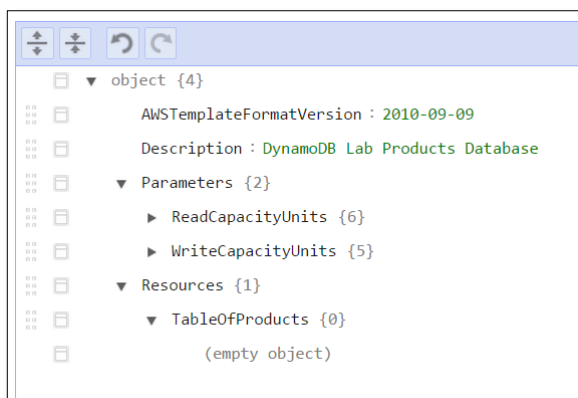 object {4}
AWSTemplateFormatVersion : 2010-09-09
Description : DynamoDB Lab Products Database
Parameters {2}
ReadCapacityUnits {6}
WriteCapacityUnits {5}
Resources {1}
TableOfProducts {0}
(empty object)